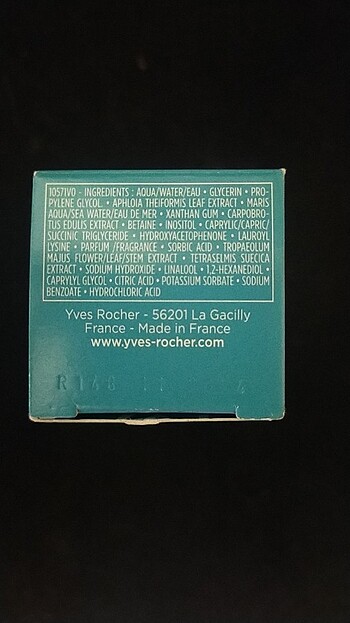 10571V0 - INGREDIENTS : AQUA/WATER/EAU • GLYCERIN • PRO-
PYLENE GLYCOL. • APHLOIA THEIFORMIS LEAF EXTRACT • MARIS
AQUA/SEA WATER/EAU DE MER • XANTHAN GUM • CARPOBRO-
TUS EDULIS EXTRACT • BETAINE • INOSITOL • CAPRYLIC/CAPRIC/
SUCCINIC TRIGLYCERIDE • HYDROXYACETOPHENONE • LAUROYL
LYSINE • PARFUM /FRAGRANCE • SORBIC ACID • TROPAEOLUM
MAJUS FLOWER/LEAF/STEM EXTRACT • TETRASELMIS SUECICA
EXTRACT • SODIUM HYDROXIDE • LINALOOL • 1,2-HEXANEDIOL •
CAPRYLYL GLYCOL • CITRIC ACID • POTASSIUM SORBATE • SODIUM
BENZOATE • HYDROCHLORIC ACID
Yves Rocher - 56201 La Gacilly
France - Made in France
www.yves-rocher.com